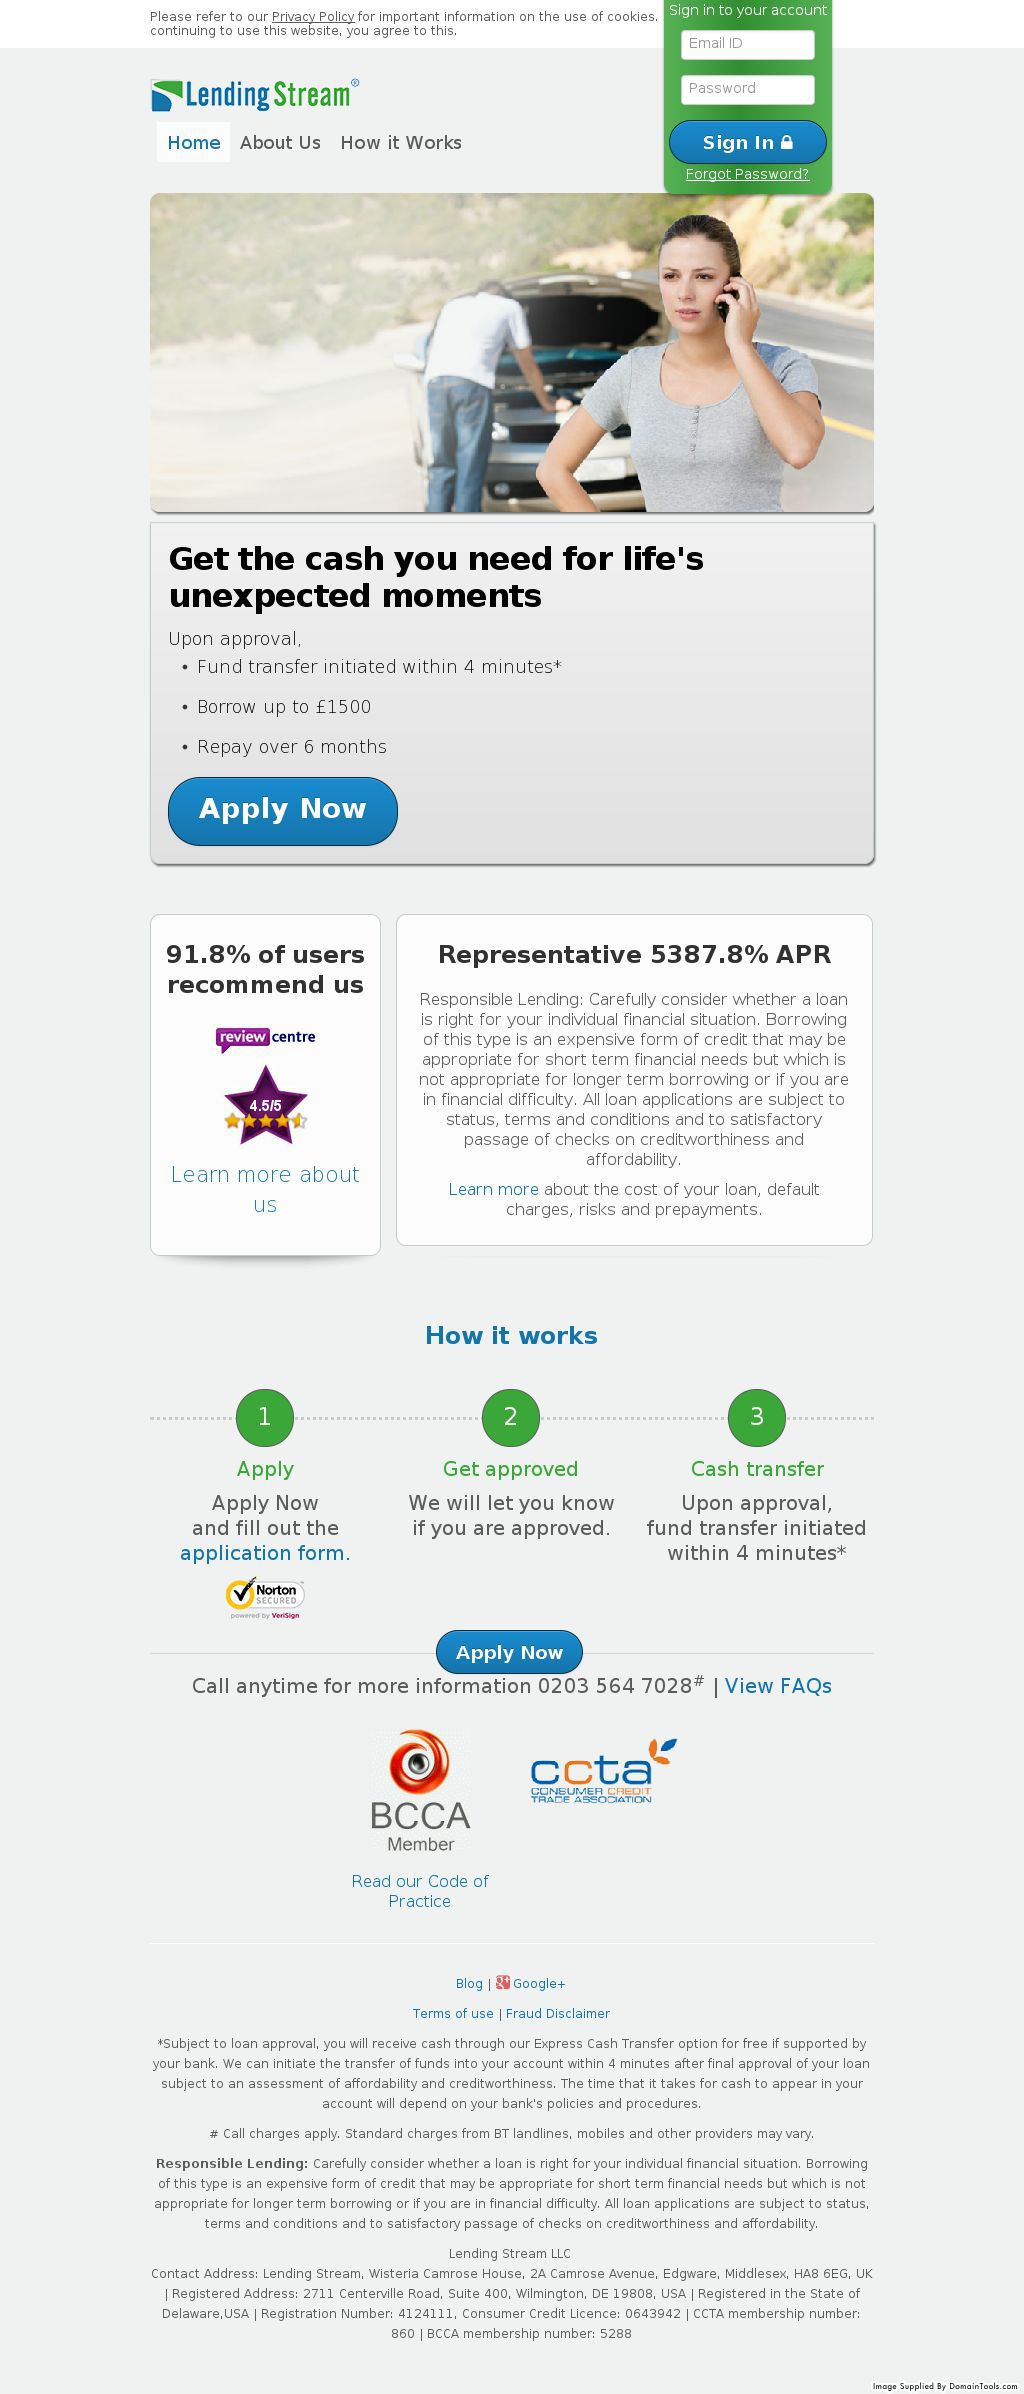 Please refer to our Privacy Policy for important information on the use of cookies.
continuing to use this website, you agree to this.
Sign in to your account
Email ID
Password
Sign In
Forgot Password?
LendingStream®
Home About Us How it Works
Get the cash you need for life's
unexpected moments
Upon approval,
• Fund transfer initiated within 4 minutes*
• Borrow up to £1500
• Repay over 6 months
Apply Now
91.8% of users
recommend us
review centre
4.5/5
Learn more about
us
Representative 5387.8% APR
Responsible Lending: Carefully consider whether a loan
is right for your individual financial situation. Borrowing
of this type is an expensive form of credit that may be
appropriate for short term financial needs but which is
not appropriate for longer term borrowing or if you are
in financial difficulty. All loan applications are subject to
status, terms and conditions and to satisfactory
passage of checks on creditworthiness and
affordability.
Learn more about the cost of your loan, default
charges, risks and prepayments.
How it works
1
Apply
Apply Now
and fill out the
application form.
Norton
SECURED
powered by VeriSign
2
Get approved
We will let you know
if you are approved.
3
Cash transfer
Upon approval,
fund transfer initiated
within 4 minutes*
Apply Now
Call anytime for more information 0203 564 7028# | View FAQs
BCCA
Member
Read our Code of
Practice
ccta
CONSUMER CREDIT
TRADE ASSOCIATION
Blog | Google+
Terms of use | Fraud Disclaimer
*Subject to loan approval, you will receive cash through our Express Cash Transfer option for free if supported by
your bank. We can initiate the transfer of funds into your account within 4 minutes after final approval of your loan
subject to an assessment of affordability and creditworthiness. The time that it takes for cash to appear in your
account will depend on your bank's policies and procedures.
# Call charges apply. Standard charges from BT landlines, mobiles and other providers may vary.
Responsible Lending: Carefully consider whether a loan is right for your individual financial situation. Borrowing
of this type is an expensive form of credit that may be appropriate for short term financial needs but which is not
appropriate for longer term borrowing or if you are in financial difficulty. All loan applications are subject to status,
terms and conditions and to satisfactory passage of checks on creditworthiness and affordability.
Lending Stream LLC
Contact Address: Lending Stream, Wisteria Camrose House, 2A Camrose Avenue, Edgware, Middlesex, HA8 6EG, UK
| Registered Address: 2711 Centerville Road, Suite 400, Wilmington, DE 19808, USA | Registered in the State of
Delaware,USA | Registration Number: 4124111, Consumer Credit Licence: 0643942 | CCTA membership number:
860 | BCCA membership number: 5288
Image Supplied By DomainTools.com